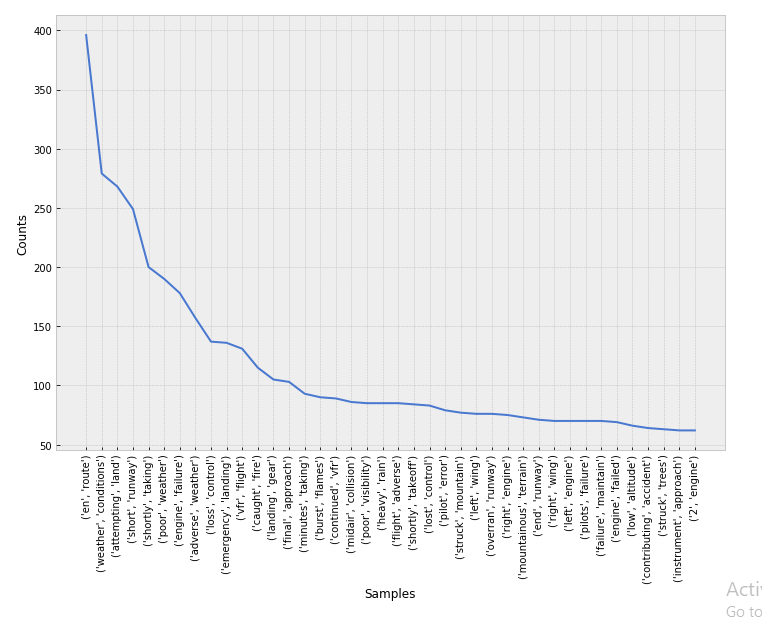 400
350
300
250
200
150
100
50
Counts
('en', 'route')
('weather', 'conditions')
('attempting', 'land')
('short', 'runway')
('shortly', 'taking')
('poor', 'weather')
('engine', 'failure')
('adverse', 'weather')
('loss', 'control')
('emergency', 'landing')
('vfr', 'flight')
('caught', 'fire')
('landing', 'gear')
('final', 'approach')
('minutes', 'taking')
('burst', 'flames')
('continued', 'vfr')
('midair', 'collision')
('poor', 'visibility')
('heavy', 'rain')
('flight', 'adverse')
('shortly', 'takeoff')
('lost', 'control')
('pilot', 'error')
('struck', 'mountain')
('left', 'wing')
('overran', 'runway')
('right', 'engine')
('mountainous', 'terrain')
('end', 'runway')
('right', 'wing')
('left', 'engine')
('pilots', 'failure')
('failure', 'maintain')
('engine', 'failed')
('low', 'altitude')
('contributing', 'accident')
('struck', 'trees')
('instrument', 'approach')
('2', 'engine')
Samples
Activ
Go to